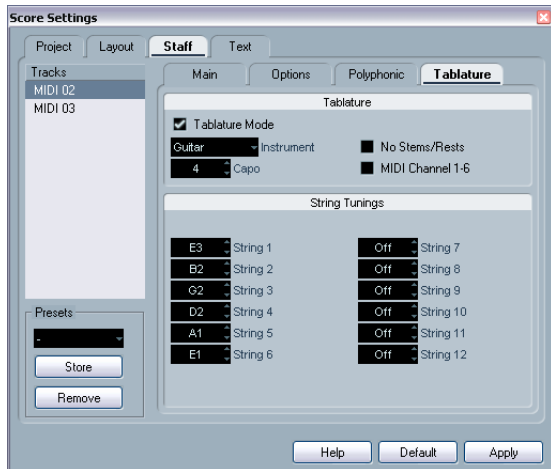 Score Settings
Project Layout Staff Text
Tracks
MIDI 02
MIDI 03
Main Options Polyphonic Tablature
Tablature
Tablature Mode
Guitar Instrument No Stems/Rests
4 Capo MIDI Channel 1-6
String Tunings
E3 String 1 Off String 7
B2 String 2 Off String 8
G2 String 3 Off String 9
D2 String 4 Off String 10
A1 String 5 Off String 11
E1 String 6 Off String 12
Presets
-
Store
Remove
Help Default Apply